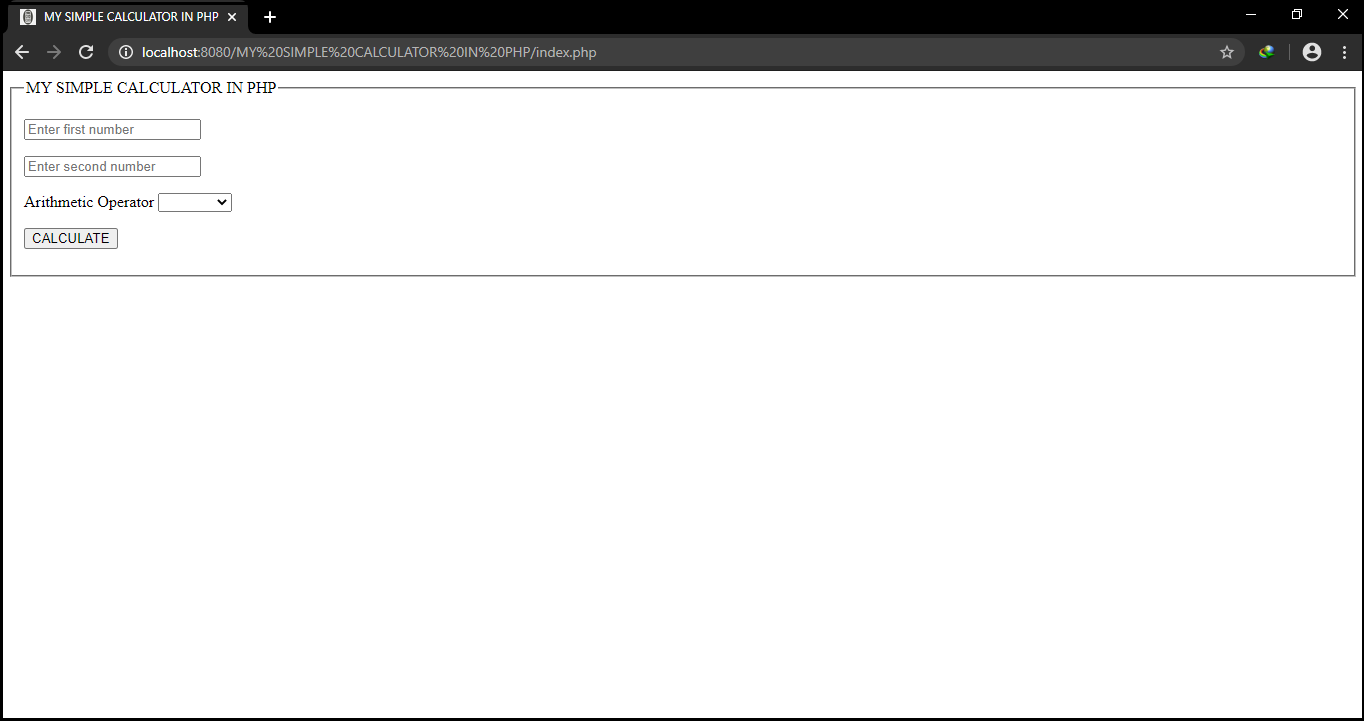 MY SIMPLE CALCULATOR IN PHP
localhost:8080/MY%20SIMPLE%20CALCULATOR%20IN%20PHP/index.php
MY SIMPLE CALCULATOR IN PHP
Enter first number
Enter second number
Arithmetic Operator
CALCULATE